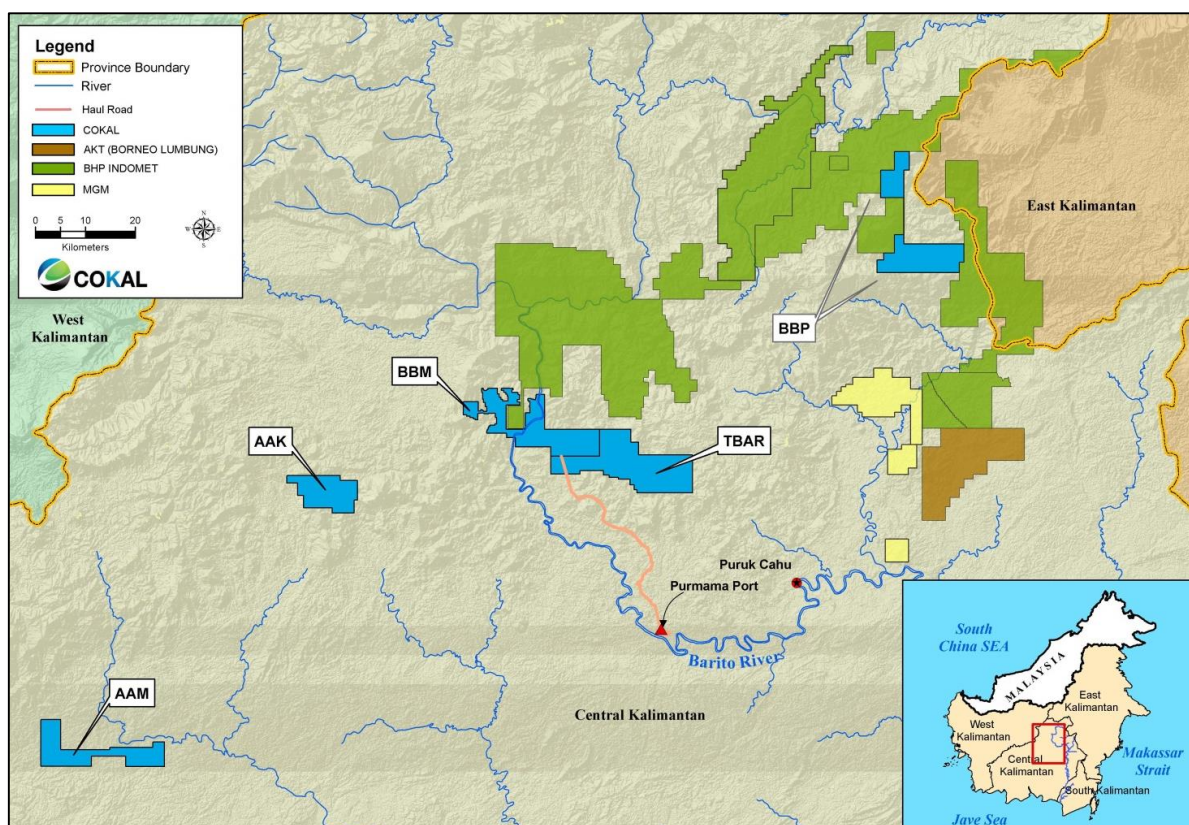 Legend
Province Boundary
River
Haul Road
COKAL
AKT (BORNEO LUMBUNG)
BHP INDOMET
MGM
0 5 10 20
Kilometers
N
W E
S
COKAL
West
Kalimantan
East Kalimantan
BBP
BBM
AAK
TBAR
Puruk Cahu
Purmama Port
Barito River
AAM
Central Kalimantan
South
China SEA
MALAYSIA
East
Kalimantan
West
Kalimantan
Central
Kalimantan
Makassar
Strait
South Kalimantan
Jave Sea